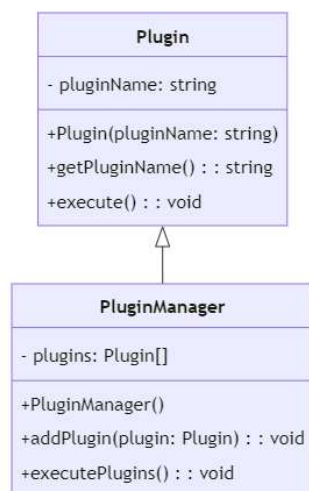 Plugin
- pluginName: string
+Plugin(pluginName: string)
+getPluginName() : : string
+execute() : : void
PluginManager
- plugins: Plugin[]
+PluginManager()
+addPlugin(plugin: Plugin) : : void
+executePlugins() : : void